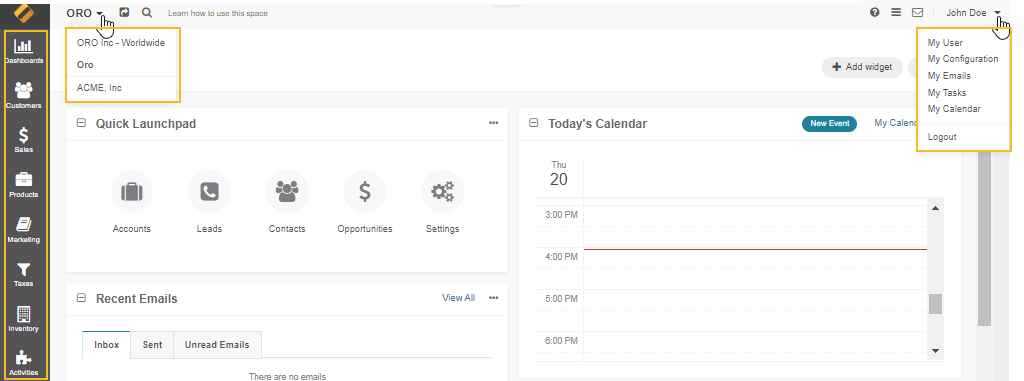 ORO
Learn how to use this space
John Doe
ORO Inc - Worldwide
Oro
ACME, Inc
My User
My Configuration
My Emails
My Tasks
My Calendar
Logout
Dashboards
Customers
Sales
Products
Marketing
Taxes
Inventory
Activities
Add widget
Quick Launchpad
Accounts
Leads
Contacts
Opportunities
Settings
Today's Calendar
New Event
My Calen
Thu
20
3:00 PM
4:00 PM
5:00 PM
6:00 PM
Recent Emails
View All
Inbox
Sent
Unread Emails
There are no emails